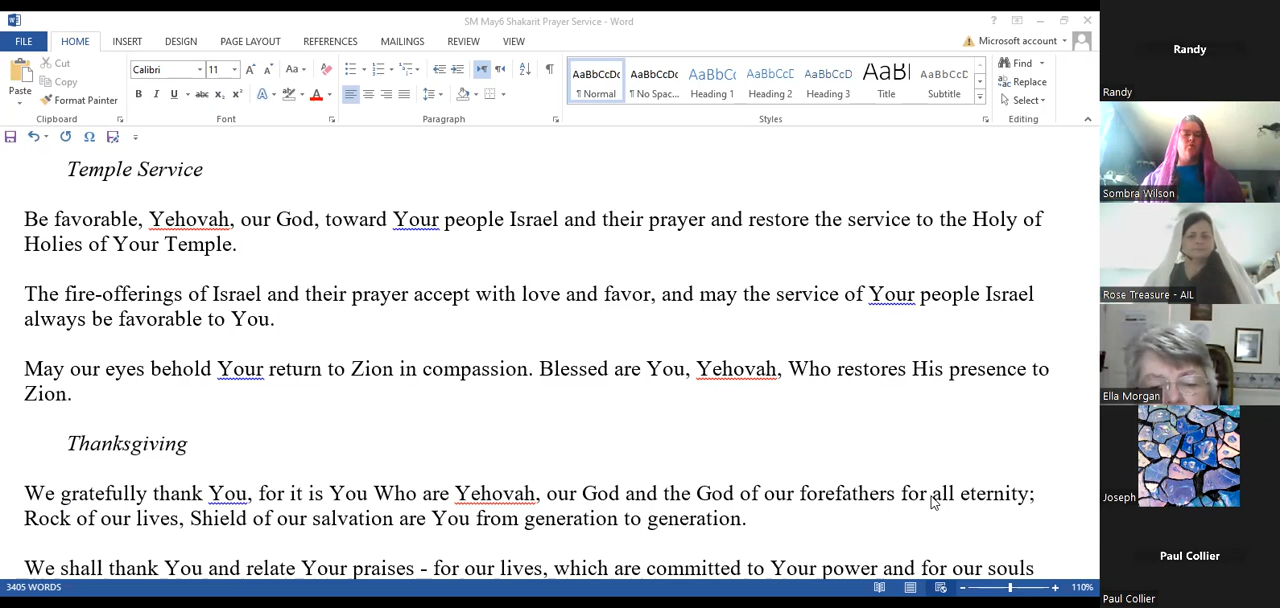 SM May6 Shakarit Prayer Service - Word
FILE HOME INSERT DESIGN PAGE LAYOUT REFERENCES MAILINGS REVIEW VIEW Microsoft account
Paste
Cut
Copy
Format Painter
Clipboard
Calibri 11
Font
Paragraph
AaBbCcDc AaBbCcDc AaBbC( AaBbCcE AaBbCcD AaBl AaBbCcD
¶ Normal ¶ No Spac... Heading 1 Heading 2 Heading 3 Title Subtitle
Styles
Find
Replace
Select
Editing
Temple Service
Be favorable, Yehovah, our God, toward Your people Israel and their prayer and restore the service to the Holy of
Holies of Your Temple.
The fire-offerings of Israel and their prayer accept with love and favor, and may the service of Your people Israel
always be favorable to You.
May our eyes behold Your return to Zion in compassion. Blessed are You, Yehovah, Who restores His presence to
Zion.
Thanksgiving
We gratefully thank You, for it is You Who are Yehovah, our God and the God of our forefathers for all eternity;
Rock of our lives, Shield of our salvation are You from generation to generation.
We shall thank You and relate Your praises - for our lives, which are committed to Your power and for our souls
3405 WORDS
110%
Randy
Randy
Sombra Wilson
Rose Treasure - AIL
Ella Morgan
Joseph
Paul Collier
Paul Collier